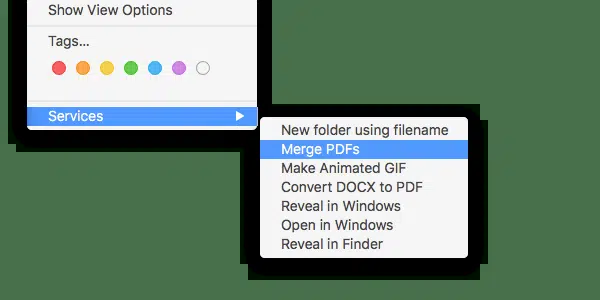 Show View Options
Tags...
Services
New folder using filename
Merge PDFs
Make Animated GIF
Convert DOCX to PDF
Reveal in Windows
Open in Windows
Reveal in Finder